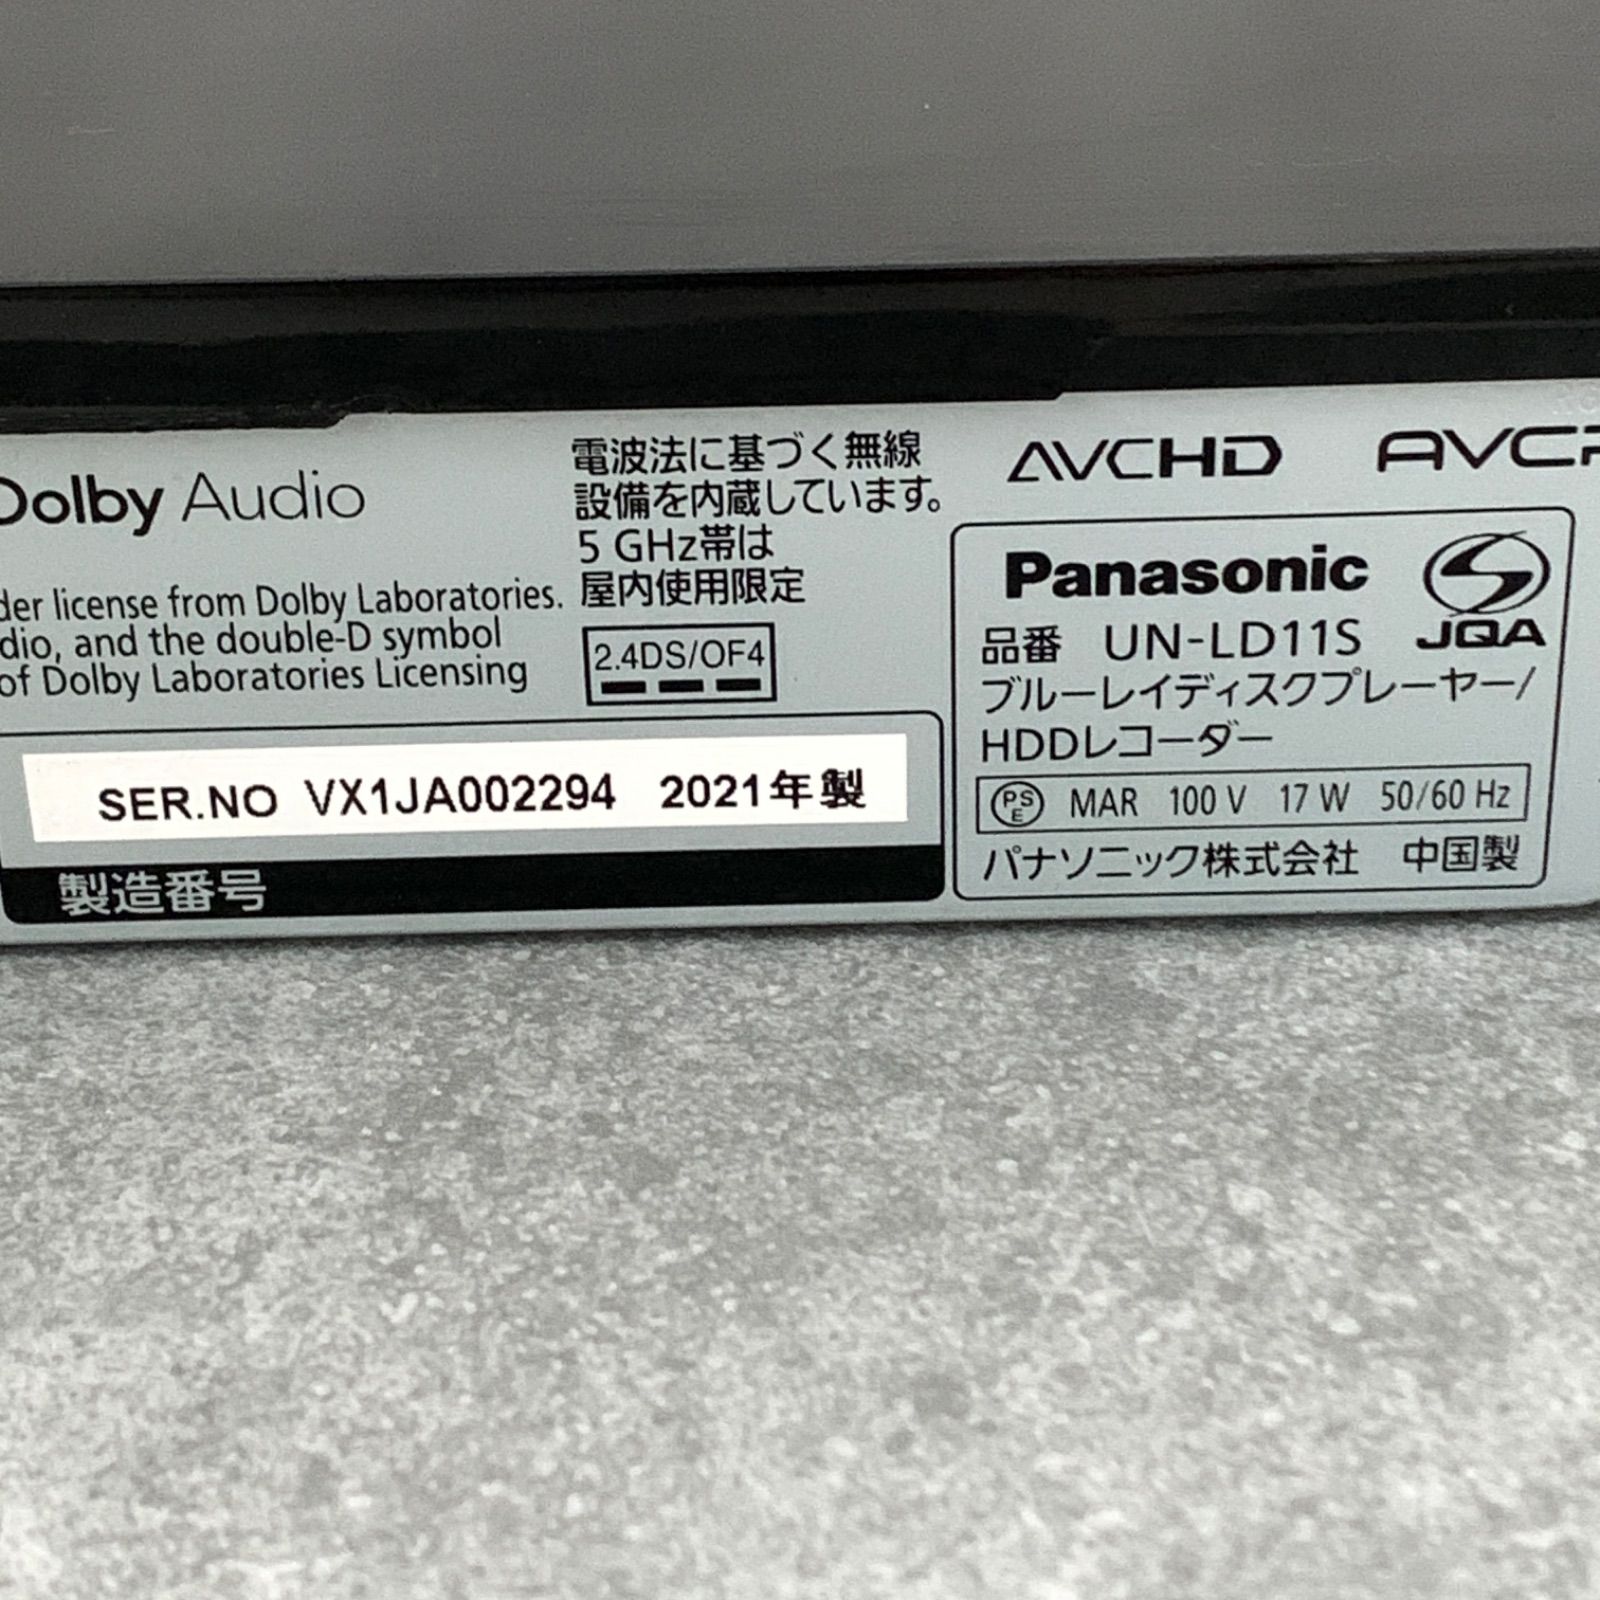 Dolby Audio
der license from Dolby Laboratories.
dio, and the double-D symbol
of Dolby Laboratories Licensing
電波法に基づく無線
設備を内蔵しています。
5 GHz帯は
屋内使用限定
2.4DS/OF4
SER.NO VX1JA002294 2021年製
製造番号
AVCHD AVCP
Panasonic
JQA
品番 UN-LD11S
ブルーレイディスクプレーヤー/
HDDレコーダー
PSE MAR 100 V 17 W 50/60 Hz
パナソニック株式会社 中国製